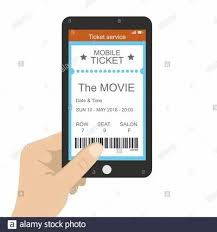 Ticket service
MOBILE
TICKET
The MOVIE
Date & Time
SUN 10 - MAY 2018 - 20:00
ROW SEAT SALON
7 9 F
alamy stock photo